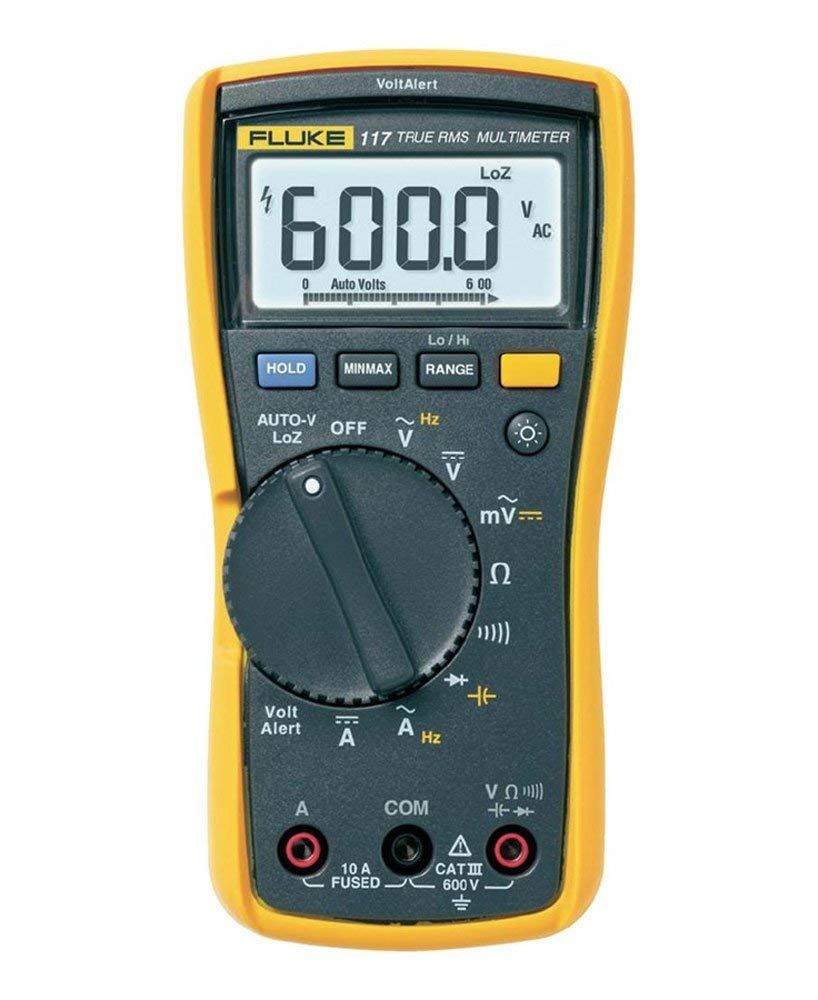 VoltAlert
FLUKE 117 TRUE RMS MULTIMETER
LoZ
600.0 V
AC
0 Auto Volts 6 00
Lo / Hi
HOLD MINMAX RANGE
AUTO-V
LoZ
OFF
V Hz
V
mV
Ω
Volt
Alert
A
A Hz
A COM V Ω
10 A
FUSED
CAT III
600 V